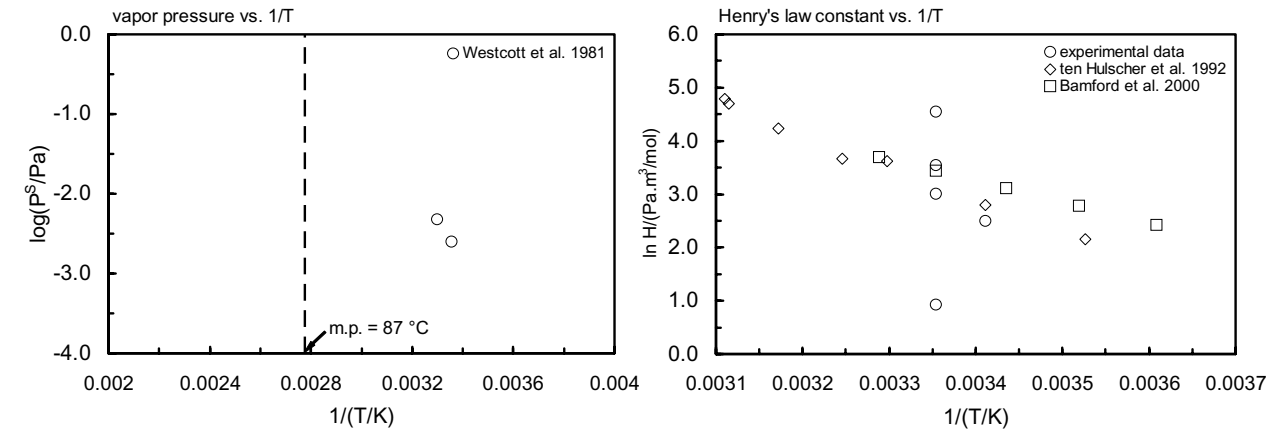 vapor pressure vs. 1/T
0.0
-1.0
-2.0
-3.0
-4.0
log(P^S/Pa)
Westcott et al. 1981
m.p. = 87 °C
0.002 0.0024 0.0028 0.0032 0.0036 0.004
1/(T/K)
Henry's law constant vs. 1/T
6.0
5.0
4.0
3.0
2.0
1.0
0.0
ln H/(Pa.m³/mol)
experimental data
ten Hulscher et al. 1992
Bamford et al. 2000
0.0031 0.0032 0.0033 0.0034 0.0035 0.0036 0.0037
1/(T/K)